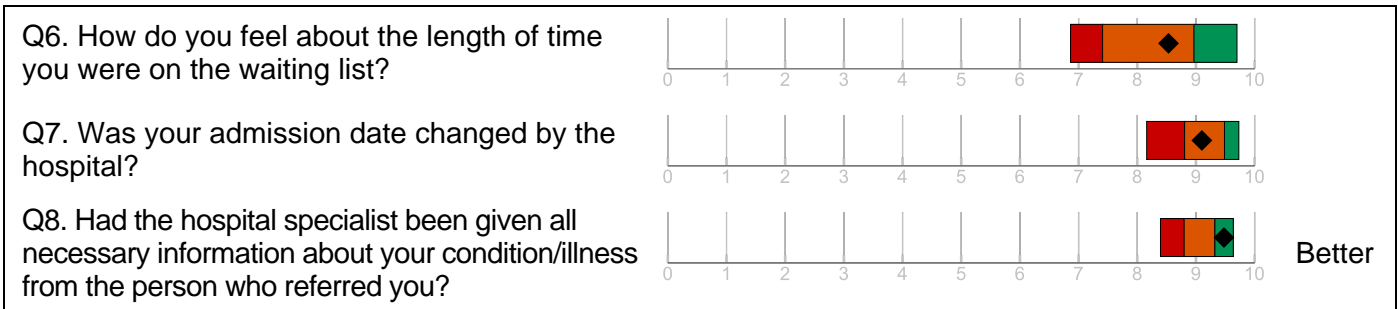 Q6. How do you feel about the length of time
you were on the waiting list?
0 1 2 3 4 5 6 7 8 9 10
Q7. Was your admission date changed by the
hospital?
0 1 2 3 4 5 6 7 8 9 10
Q8. Had the hospital specialist been given all
necessary information about your condition/illness
from the person who referred you?
0 1 2 3 4 5 6 7 8 9 10
Better